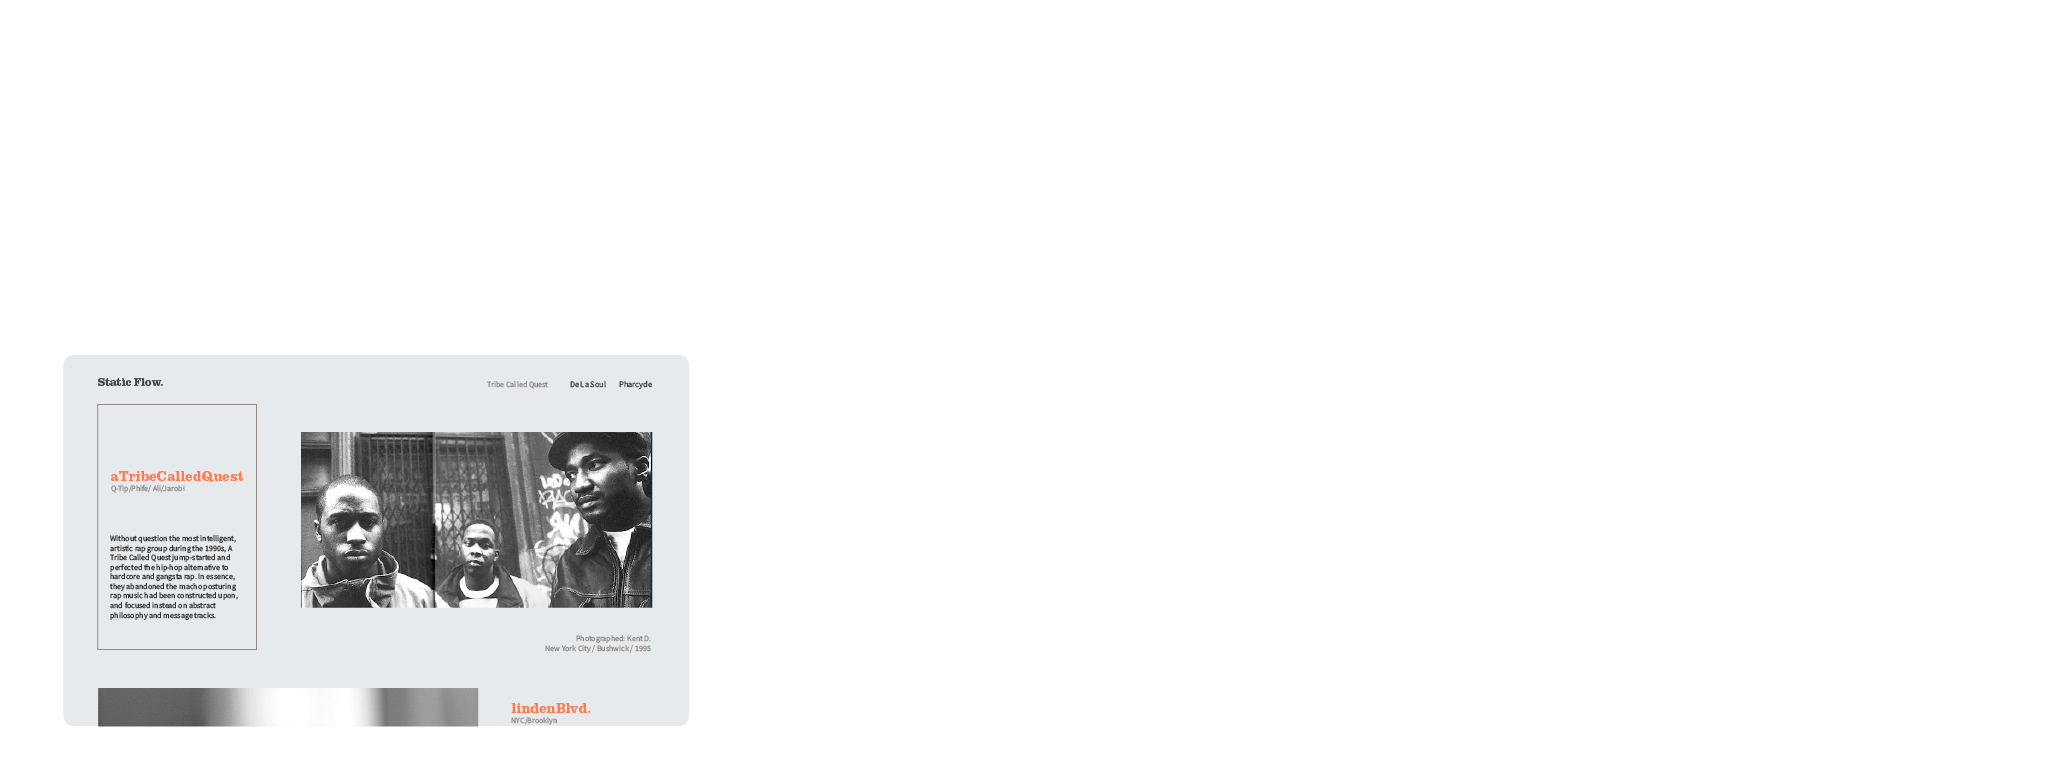 Static Flow.
Tribe Called Quest DeLaSoul Pharcyde
aTribeCalledQuest
Q-Tip/Phife/ Ali/Jarobi
Without question the most intelligent,
artistic rap group during the 1990s, A
Tribe Called Quest jump-started and
perfected the hip-hop alternative to
hardcore and gangsta rap. In essence,
they abandoned the macho posturing
rap music had been constructed upon,
and focused instead on abstract
philosophy and message tracks.
Photographed: Kent D.
New York City / Bushwick / 1995
lindenBlvd.
NYC/Brooklyn